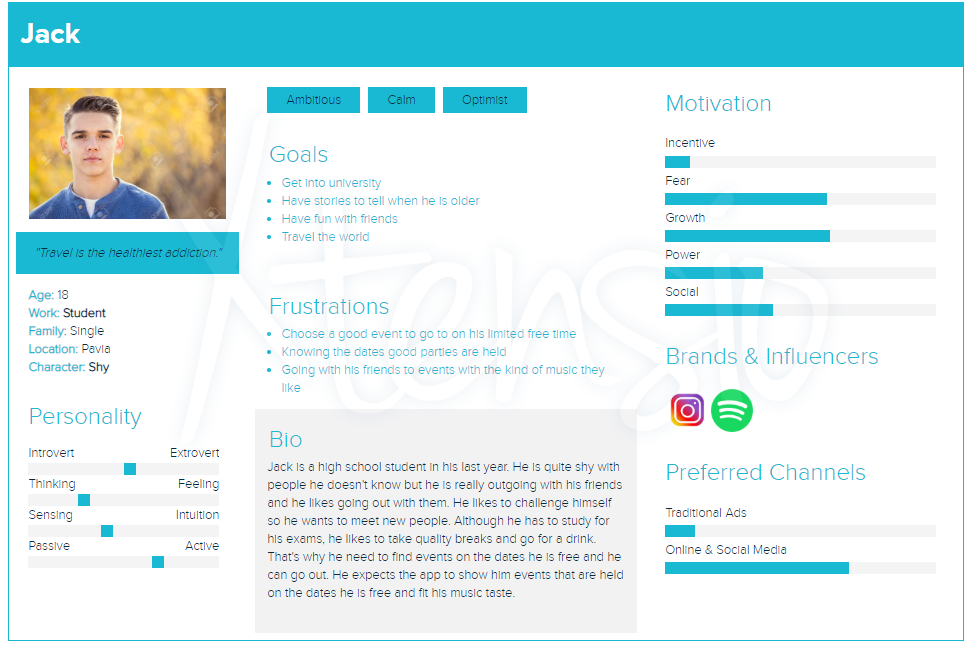 Jack
"Travel is the healthiest addiction."
Age: 18
Work: Student
Family: Single
Location: Pavia
Character: Shy
Personality
Introvert Extrovert
Thinking Feeling
Sensing Intuition
Passive Active
Ambitious Calm Optimist
Goals
Get into university
Have stories to tell when he is older
Have fun with friends
Travel the world
Frustrations
Choose a good event to go to on his limited free time
Knowing the dates good parties are held
Going with his friends to events with the kind of music they
like
Bio
Jack is a high school student in his last year. He is quite shy with
people he doesn't know but he is really outgoing with his friends
and he likes going out with them. He likes to challenge himself
so he wants to meet new people. Although he has to study for
his exams, he likes to take quality breaks and go for a drink.
That's why he need to find events on the dates he is free and he
can go out. He expects the app to show him events that are held
on the dates he is free and fit his music taste.
Motivation
Incentive
Fear
Growth
Power
Social
Brands & Influencers
Preferred Channels
Traditional Ads
Online & Social Media
Xtensio